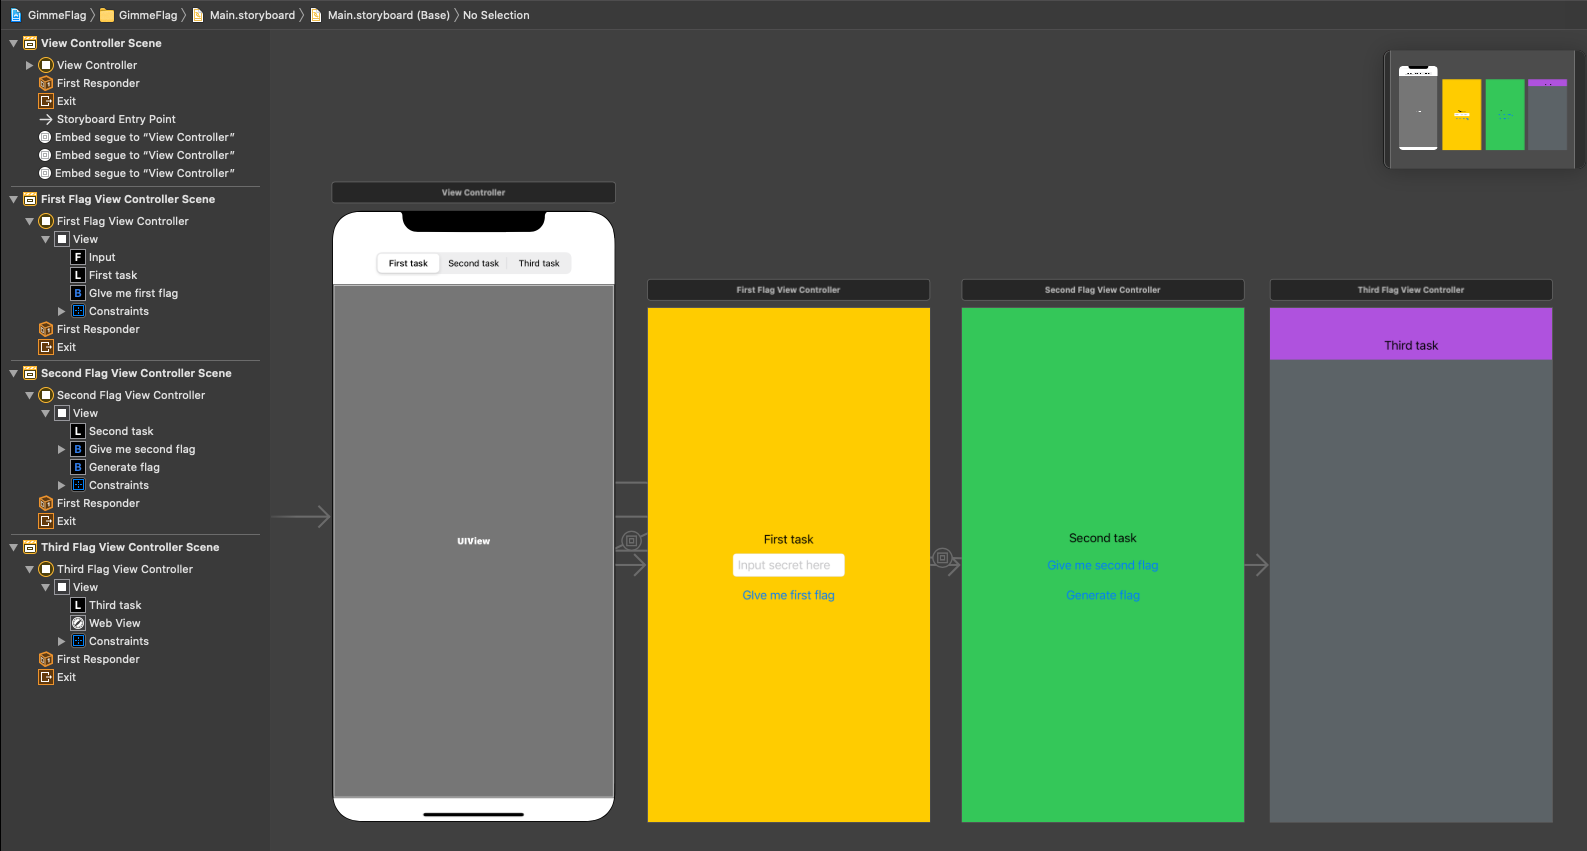 GimmeFlag 〉 GimmeFlag 〉 Main.storyboard 〉 Main.storyboard (Base) 〉 No Selection
View Controller Scene
View Controller
First Responder
Exit
Storyboard Entry Point
Embed segue to “View Controller”
Embed segue to “View Controller”
Embed segue to “View Controller”
First Flag View Controller Scene
First Flag View Controller
View
F Input
L First task
B GIve me first flag
Constraints
First Responder
Exit
Second Flag View Controller Scene
Second Flag View Controller
View
L Second task
B Give me second flag
B Generate flag
Constraints
First Responder
Exit
Third Flag View Controller Scene
Third Flag View Controller
View
L Third task
Web View
Constraints
First Responder
Exit
View Controller
First task Second task Third task
UIView
First Flag View Controller
First task
Input secret here
GIve me first flag
Second Flag View Controller
Second task
Give me second flag
Generate flag
Third Flag View Controller
Third task